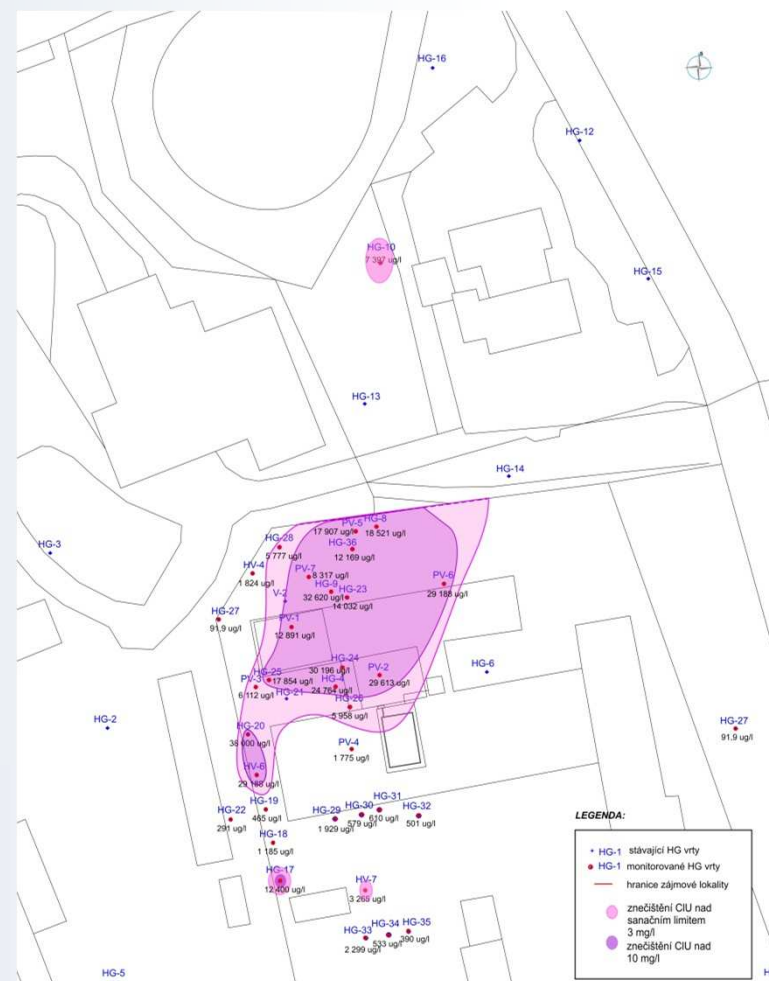 HG-16
HG-12
HG-10
7 397 ug/l
HG-15
HG-13
HG-14
HG-3
HG-8
PV-5
17 907 ug/l
18 521 ug/l
HG-28
5 777 ug/l
HG-36
12 169 ug/l
HV-4
1 824 ug/l
PV-7
8 317 ug/l
PV-6
29 188 ug/l
V-2
HG-9
32 620 ug/l
HG-23
14 032 ug/l
HG-27
91,9 ug/l
PV-1
12 891 ug/l
HG-24
30 196 ug/l
HG-25
17 854 ug/l
PV-3
6 112 ug/l
HG-4
24 764 ug/l
PV-2
29 613 ug/l
HG-6
HG-21
5 958 ug/l
HG-2
HG-20
38 000 ug/l
PV-4
1 775 ug/l
HG-27
91.9 ug/l
HV-6
29 188 ug/l
HG-19
465 ug/l
HG-22
291 ug/l
HG-18
1 185 ug/l
HG-29
1 929 ug/l
HG-30
579 ug/l
HG-31
610 ug/l
HG-32
501 ug/l
HG-17
12 400 ug/l
HV-7
3 265 ug/l
HG-33
2 299 ug/l
HG-34
533 ug/l
HG-35
390 ug/l
HG-5
LEGENDA:
HG-1 stávající HG vrty
HG-1 monitorované HG vrty
hranice zájmové lokality
znečištění ClU nad
sanačním limitem
3 mg/l
znečištění ClU nad
10 mg/l